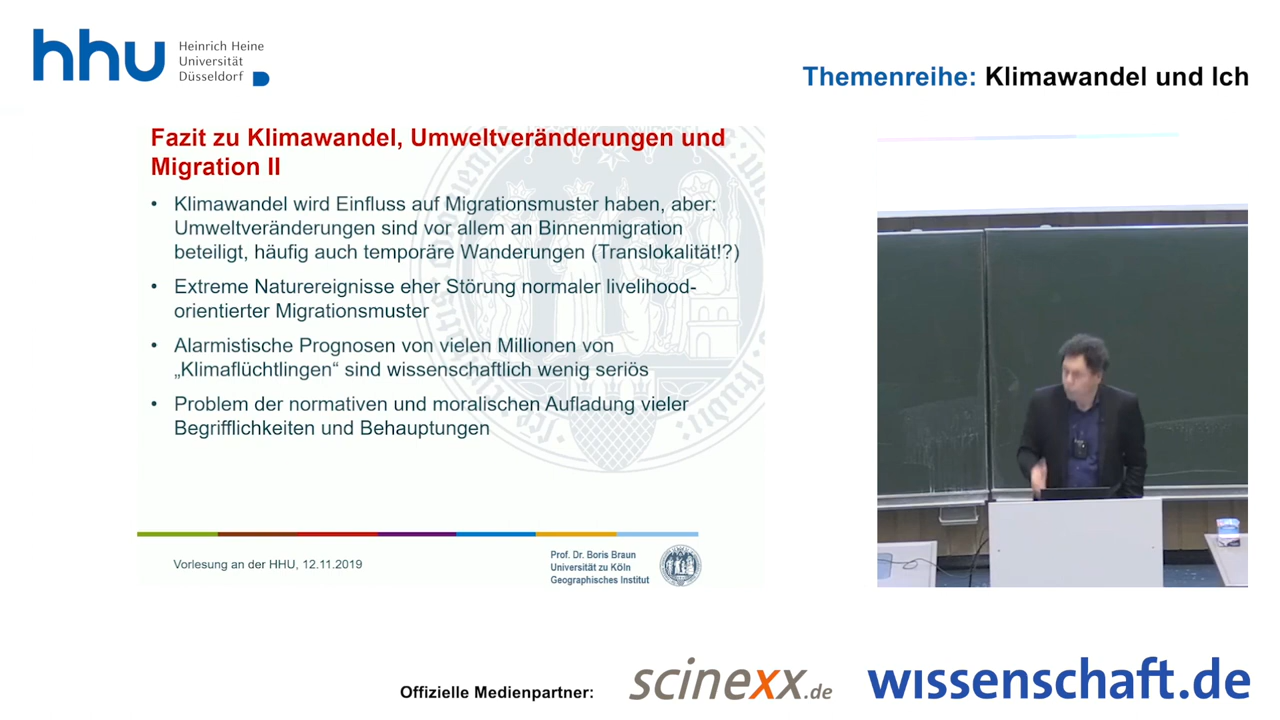 hhu Heinrich Heine
Universität
Düsseldorf
Themenreihe: Klimawandel und Ich
Fazit zu Klimawandel, Umweltveränderungen und
Migration II
• Klimawandel wird Einfluss auf Migrationsmuster haben, aber:
Umweltveränderungen sind vor allem an Binnenmigration
beteiligt, häufig auch temporäre Wanderungen (Translokalität!?)
• Extreme Naturereignisse eher Störung normaler livelihood-
orientierter Migrationsmuster
• Alarmistische Prognosen von vielen Millionen von
„Klimaflüchtlingen“ sind wissenschaftlich wenig seriös
• Problem der normativen und moralischen Aufladung vieler
Begrifflichkeiten und Behauptungen
Vorlesung an der HHU, 12.11.2019
Prof. Dr. Boris Braun
Universität zu Köln
Geographisches Institut
Offizielle Medienpartner:
scinexx.de
wissenschaft.de